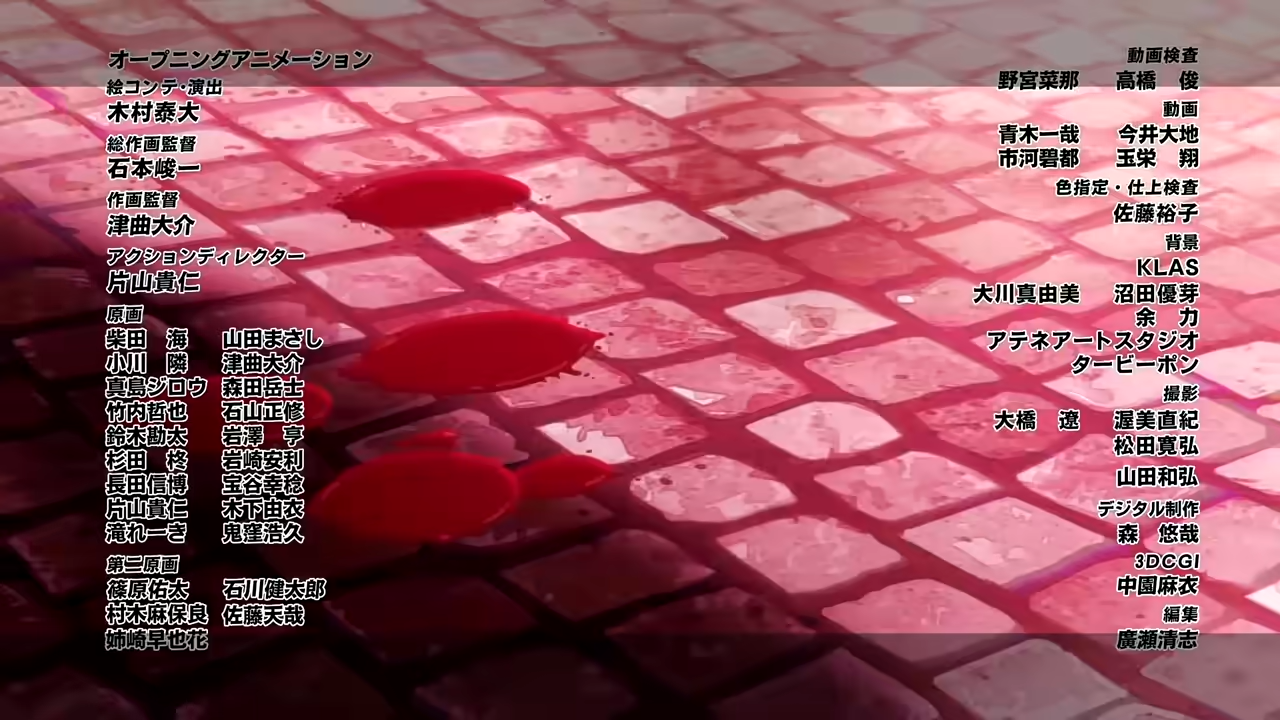 オープニングアニメーション
絵コンテ・演出
木村泰大
総作画監督
石本峻一
作画監督
津曲大介
アクションディレクター
片山貴仁
原画
柴田　海　山田まさし
小川　隣　津曲大介
真島ジロウ　森田岳士
竹内哲也　石山正修
鈴木勘太　岩澤　亨
杉田　柊　岩崎安利
長田信博　宝谷幸稔
片山貴仁　木下由衣
滝れーき　鬼窪浩久
第二原画
篠原佑太　石川健太郎
村木麻保良　佐藤天哉
姉崎早也花
動画検査
野宮菜那　高橋　俊
動画
青木一哉　今井大地
市河碧都　玉栄　翔
色指定・仕上検査
佐藤裕子
背景
KLAS
大川真由美　沼田優芽
余　力
アテネアートスタジオ
タービーポン
撮影
大橋　遼　渥美直紀
松田寛弘
山田和弘
デジタル制作
森　悠哉
3DCGI
中園麻衣
編集
廣瀬清志